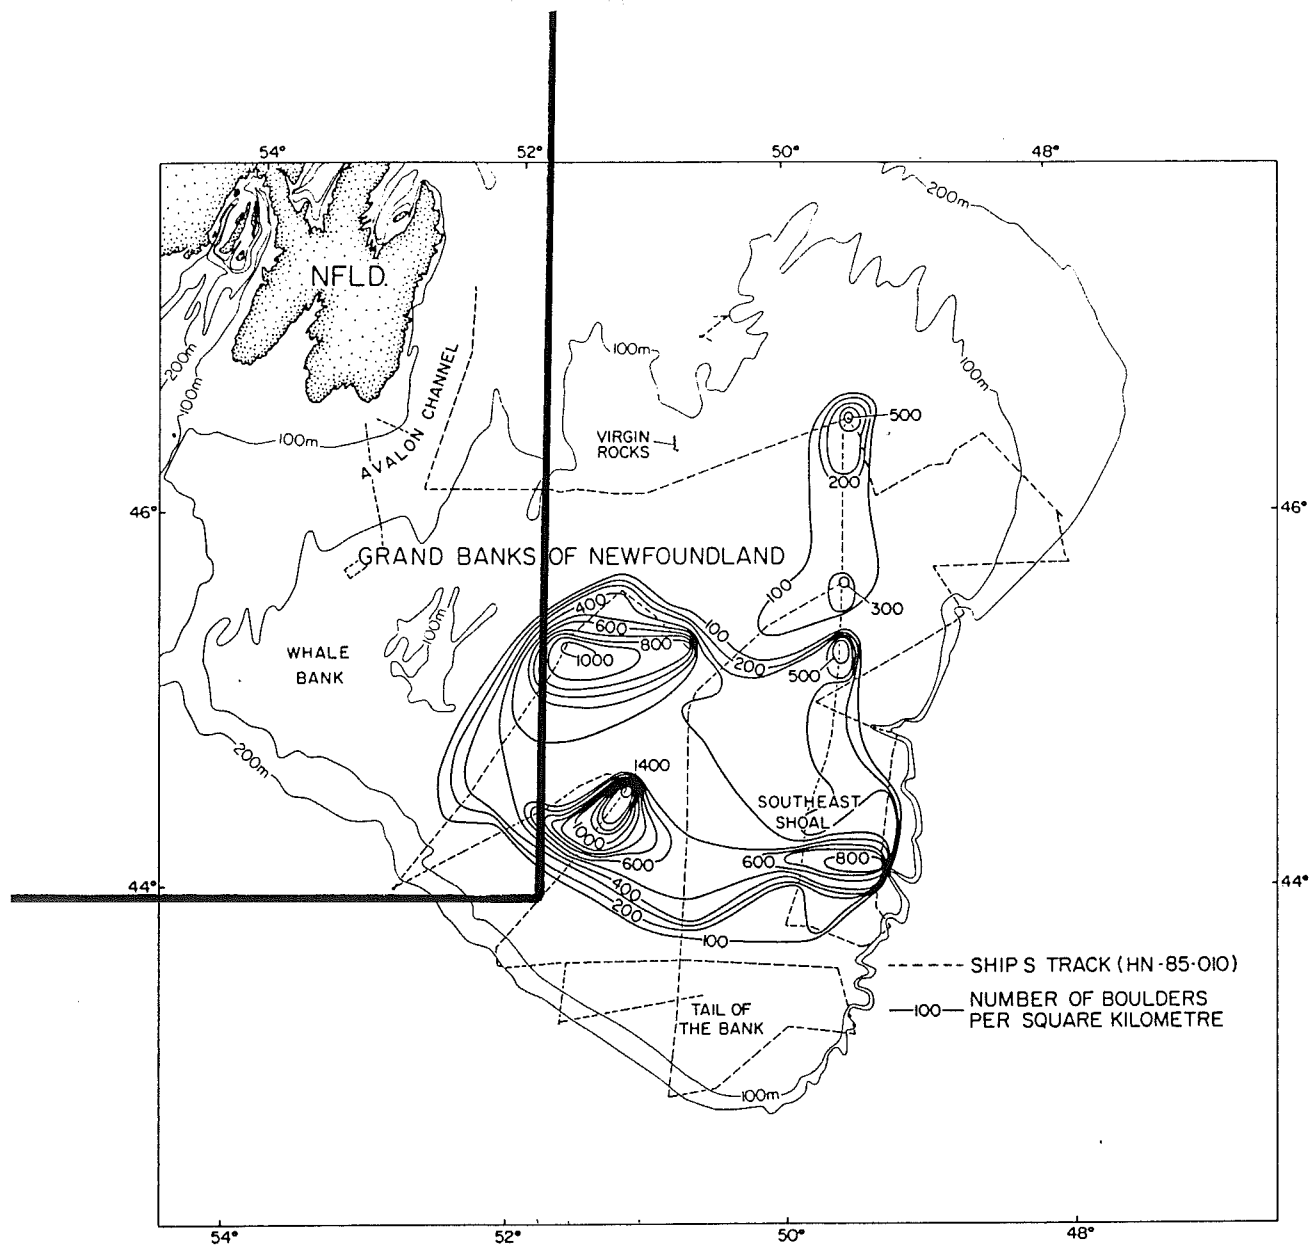 54°
52°
50°
48°
200m
NFLD.
200m
100m
100m
100m
AVALON CHANNEL
100m
VIRGIN
ROCKS
500
200
46°
46°
GRAND BANKS OF NEWFOUNDLAND
100
300
400
600
800
1000
100
200
500
100m
WHALE
BANK
200m
1400
SOUTHEAST
SHOAL
1000
600
600
800
44°
44°
400
200
100
SHIP S TRACK (HN-85-010)
100
NUMBER OF BOULDERS
PER SQUARE KILOMETRE
TAIL OF
THE BANK
100m
54°
52°
50°
48°